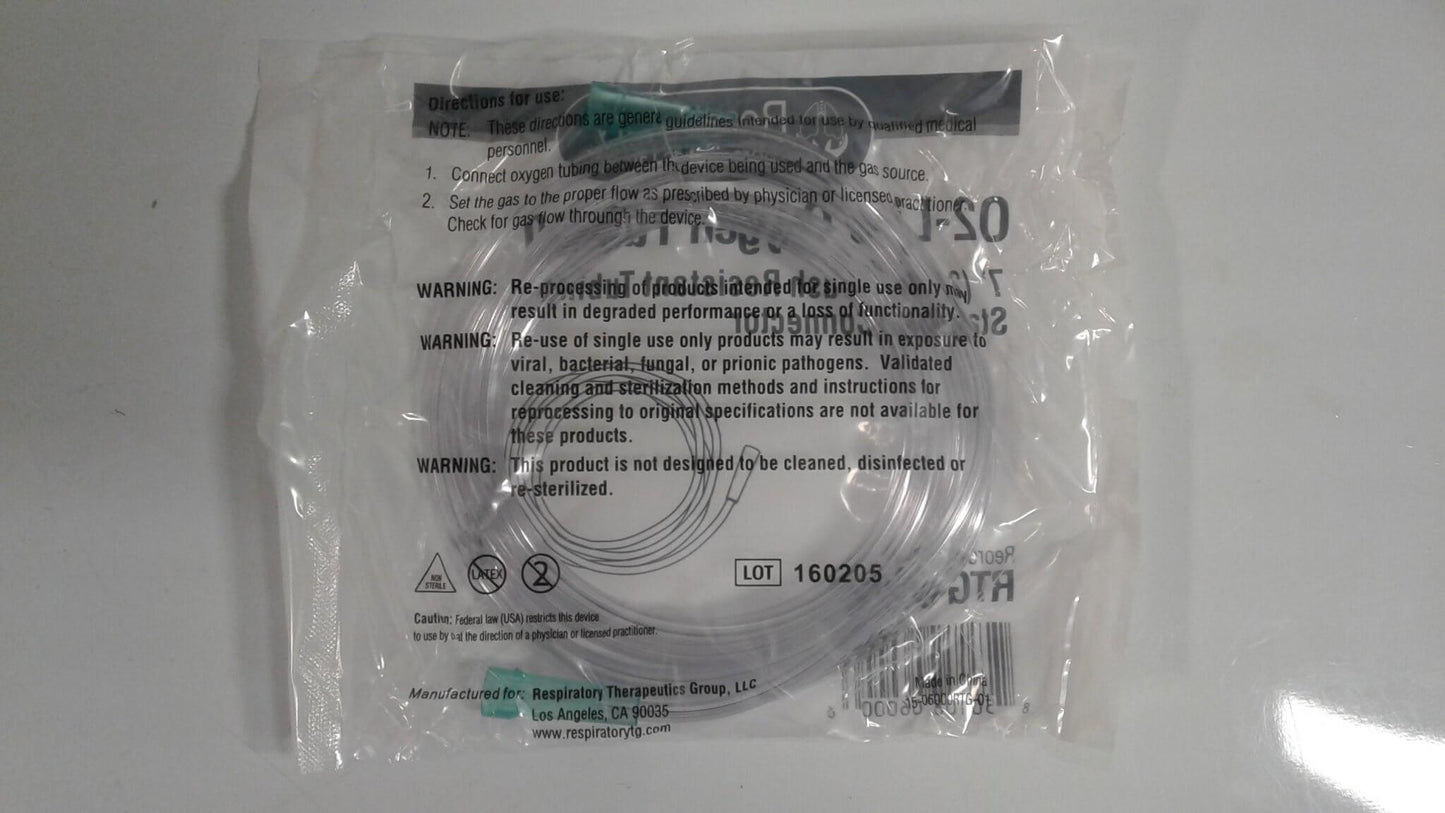 Directions for use:
NOTE: These directions are general guidelines intended for use by qualified medical
personnel.
1. Connect oxygen tubing between the device being used and the gas source.
2. Set the gas to the proper flow as prescribed by physician or licensed practitioner.
Check for gas flow through the device.
O2-
Resistant
Connector
WARNING: Re-processing of products intended for single use only may
result in degraded performance or a loss of functionality.
WARNING: Re-use of single use only products may result in exposure to
viral, bacterial, fungal, or prionic pathogens. Validated
cleaning and sterilization methods and instructions for
reprocessing to original specifications are not available for
these products.
WARNING: This product is not designed to be cleaned, disinfected or
re-sterilized.
NON
STERILE
LATEX
2
LOT 160205
RTG
Caution: Federal law (USA) restricts this device
to use by or at the direction of a physician or licensed practitioner.
Manufactured for: Respiratory Therapeutics Group, LLC
Los Angeles, CA 90035
www.respiratorytg.com
Made in China